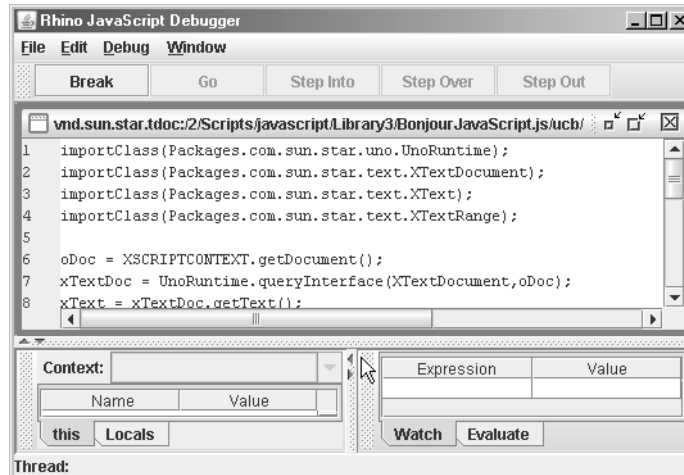 Rhino JavaScript Debugger
File Edit Debug Window
Break Go Step Into Step Over Step Out
vnd.sun.star.tdoc:/2/Scripts/javascript/Library3/BonjourJavaScript.js/ucb/
1 importClass(Packages.com.sun.star.uno.UnoRuntime);
2 importClass(Packages.com.sun.star.text.XTextDocument);
3 importClass(Packages.com.sun.star.text.XText);
4 importClass(Packages.com.sun.star.text.XTextRange);
5
6 oDoc = XSCRIPTCONTEXT.getDocument();
7 xTextDoc = UnoRuntime.queryInterface(XTextDocument,oDoc);
8 xText = xTextDoc.getText();
Context:
Name Value
this Locals
Expression Value
Watch Evaluate
Thread: